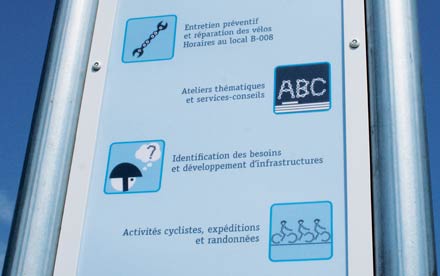 Entretien préventif
et réparation des vélos
Horaires au local B-008
Ateliers thématiques
et services-conseils
ABC
?
Identification des besoins
et développement d'infrastructures
Activités cyclistes, expéditions
et randonnées